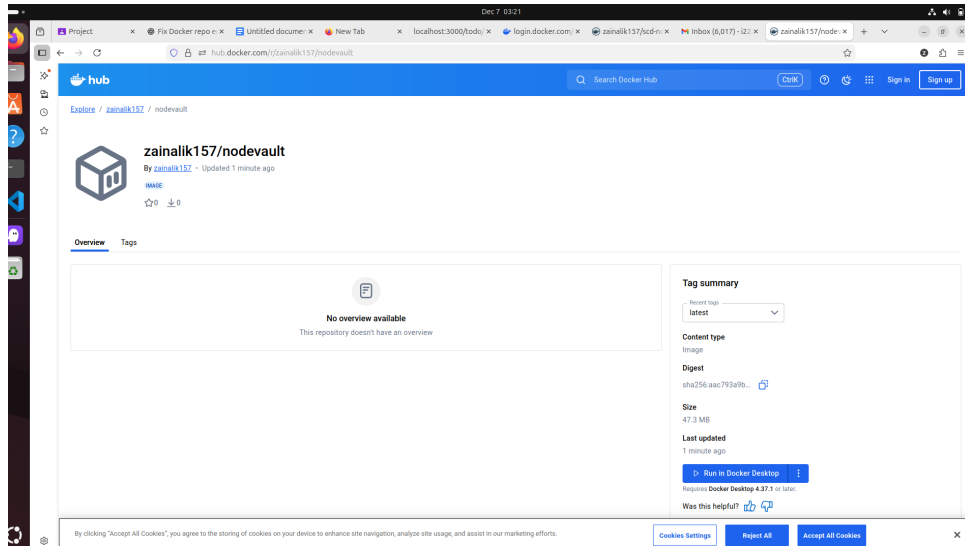 Dec 7 03:21
Project
Fix Docker repo e
Untitled documen
New Tab
localhost:3000/todo/
login.docker.com/
zainalik157/scd-no
Inbox (6,017) - i22
zainalik157/nodev
hub.docker.com/r/zainalik157/nodevault
hub
Search Docker Hub
CtrlK
Sign in
Sign up
Explore / zainalik157 / nodevault
zainalik157/nodevault
By zainalik157 • Updated 1 minute ago
IMAGE
0 0
Overview
Tags
No overview available
This repository doesn't have an overview
Tag summary
Recent tags
latest
Content type
Image
Digest
sha256:aac793a9b...
Size
47.3 MB
Last updated
1 minute ago
Run in Docker Desktop
Requires Docker Desktop 4.37.1 or later.
Was this helpful?
By clicking "Accept All Cookies", you agree to the storing of cookies on your device to enhance site navigation, analyze site usage, and assist in our marketing efforts.
Cookies Settings
Reject All
Accept All Cookies